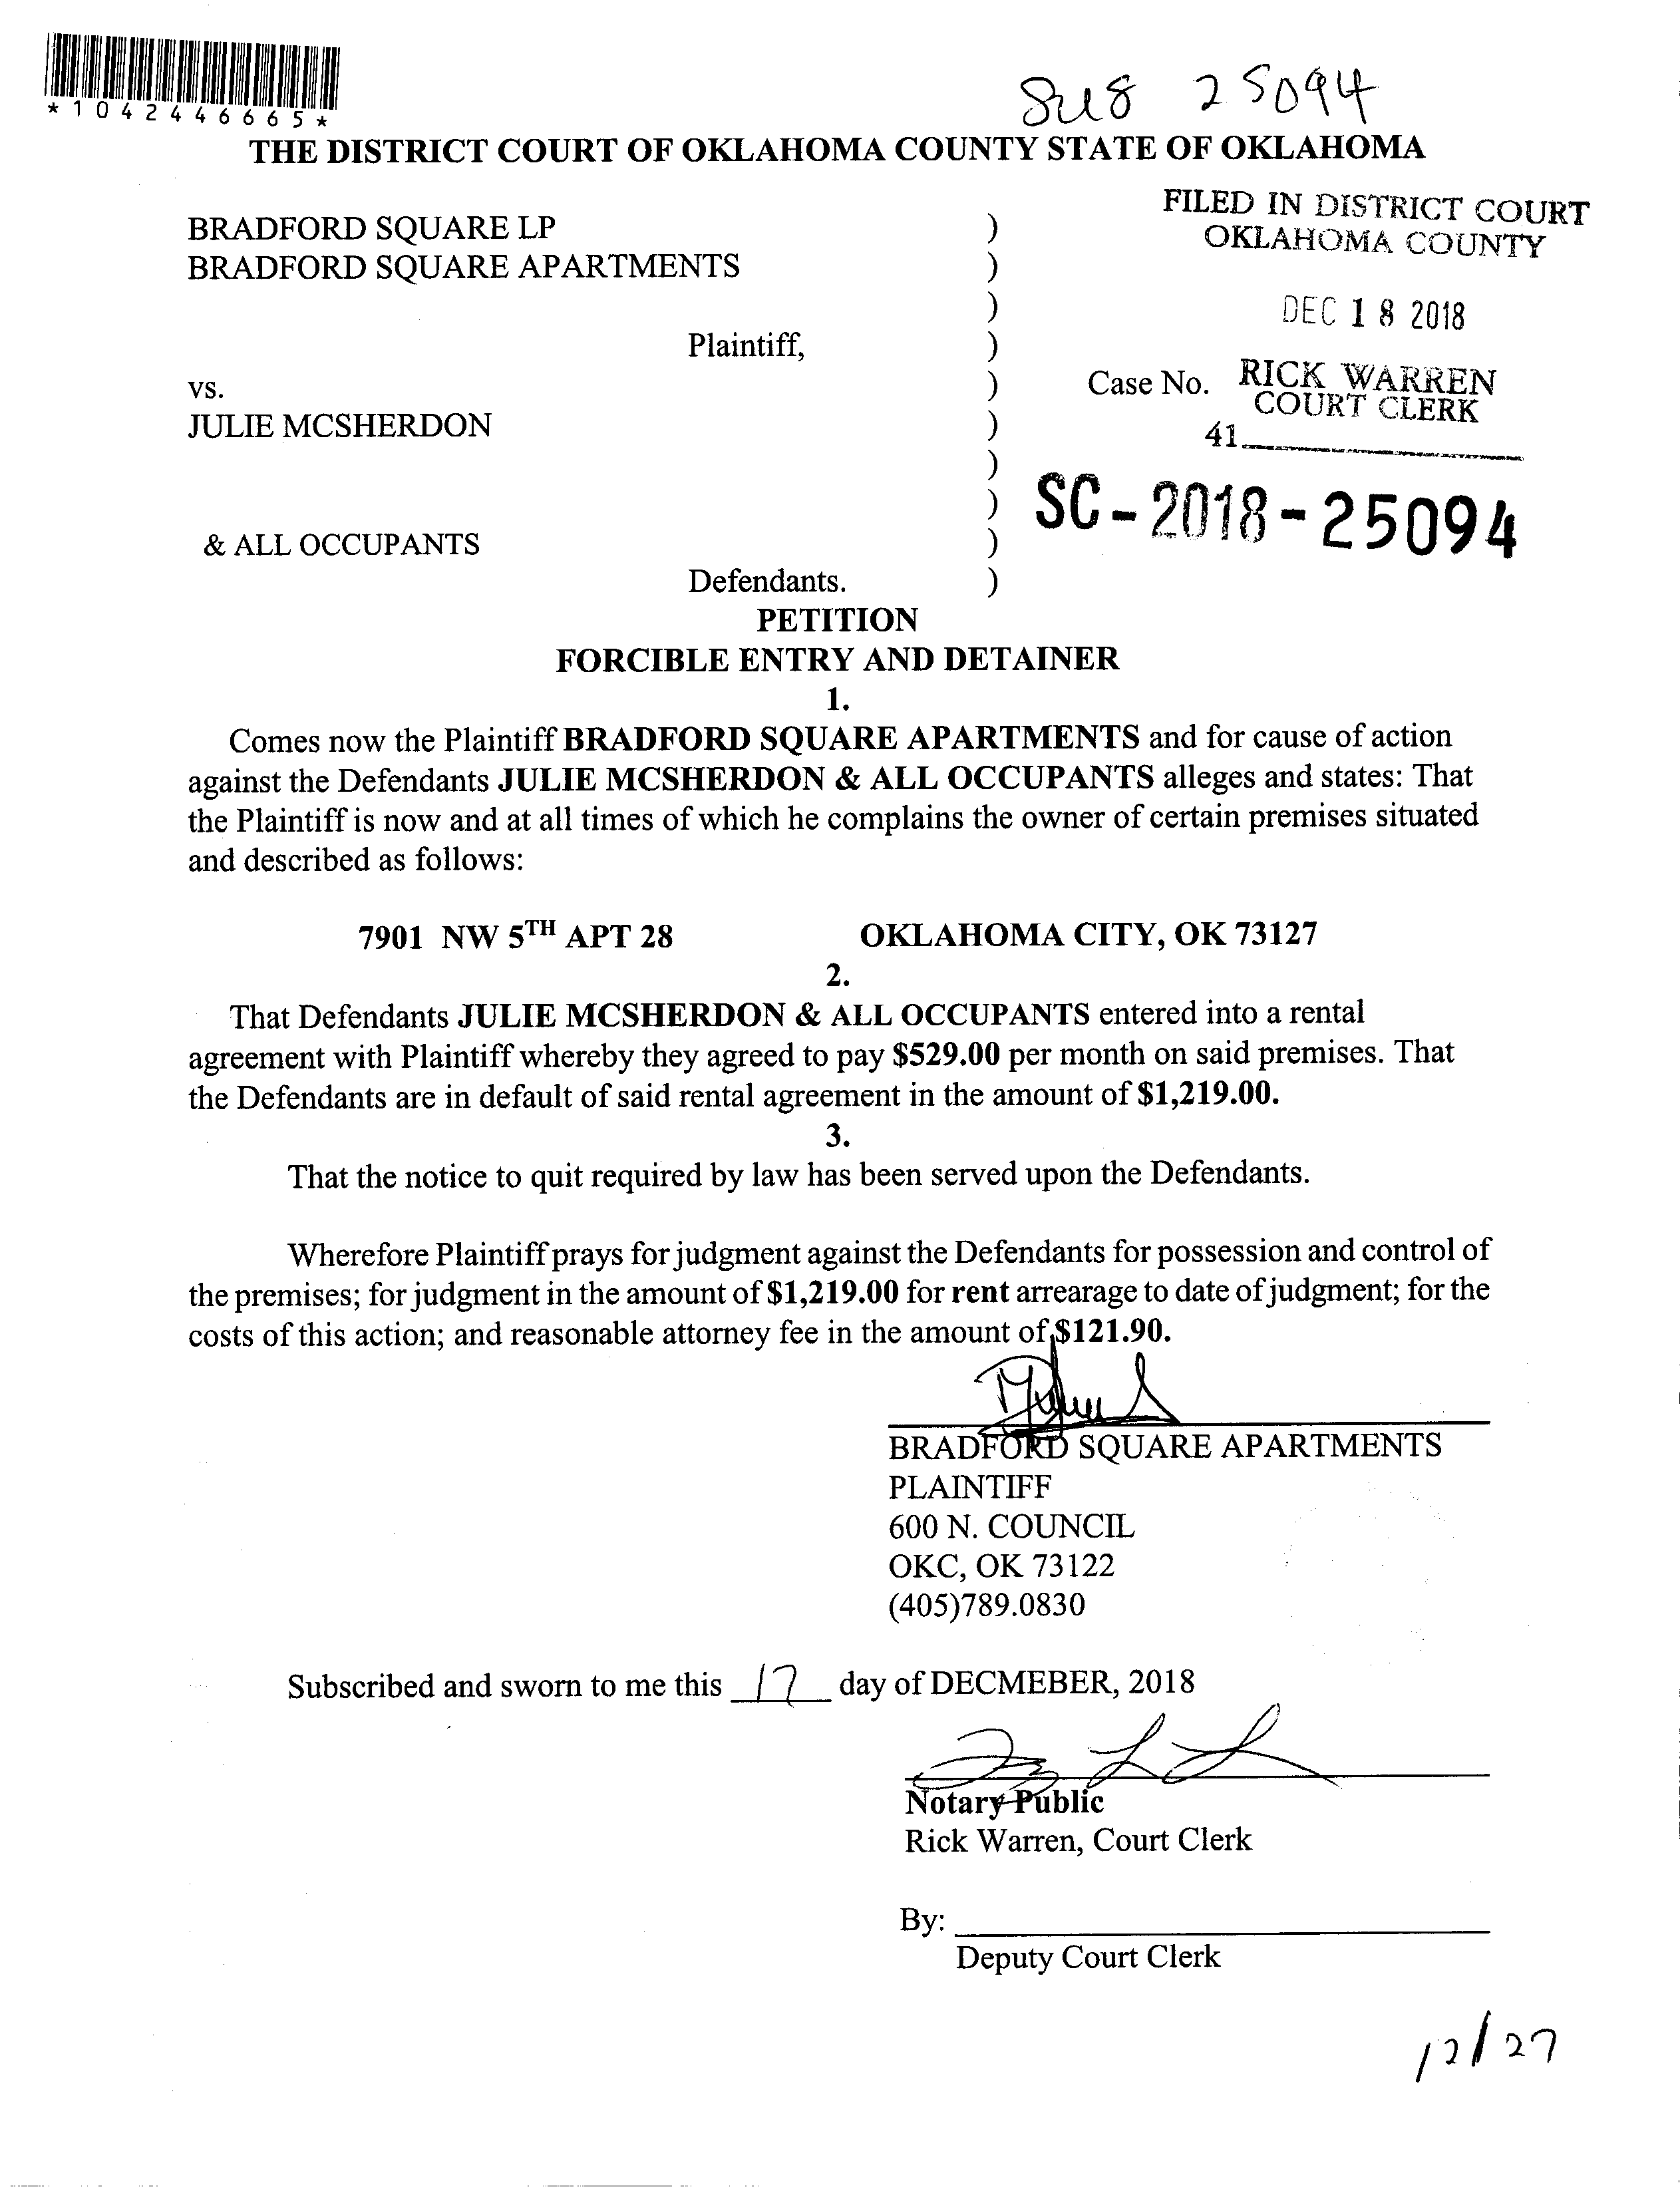 *1042446665*
25094
THE DISTRICT COURT OF OKLAHOMA COUNTY STATE OF OKLAHOMA
FILED IN DISTRICT COURT
OKLAHOMA COUNTY
BRADFORD SQUARE LP )
BRADFORD SQUARE APARTMENTS )
)
DEC 18 2018
Plaintiff, )
vs. )
Case No. RICK WARREN
COURT CLERK
JULIE MCSHERDON )
41
)
)
SC-2018-25094
& ALL OCCUPANTS )
Defendants. )
PETITION
FORCIBLE ENTRY AND DETAINER
1.
Comes now the Plaintiff BRADFORD SQUARE APARTMENTS and for cause of action
against the Defendants JULIE MCSHERDON & ALL OCCUPANTS alleges and states: That
the Plaintiff is now and at all times of which he complains the owner of certain premises situated
and described as follows:
7901 NW 5TH APT 28 OKLAHOMA CITY, OK 73127
2.
That Defendants JULIE MCSHERDON & ALL OCCUPANTS entered into a rental
agreement with Plaintiff whereby they agreed to pay $529.00 per month on said premises. That
the Defendants are in default of said rental agreement in the amount of $1,219.00.
3.
That the notice to quit required by law has been served upon the Defendants.
Wherefore Plaintiff prays for judgment against the Defendants for possession and control of
the premises; for judgment in the amount of $1,219.00 for rent arrearage to date of judgment; for the
costs of this action; and reasonable attorney fee in the amount of $121.90.
BRADFORD SQUARE APARTMENTS
PLAINTIFF
600 N. COUNCIL
OKC, OK 73122
(405)789.0830
Subscribed and sworn to me this 17 day of DECMEBER, 2018
Notary Public
Rick Warren, Court Clerk
By:
Deputy Court Clerk
12/27